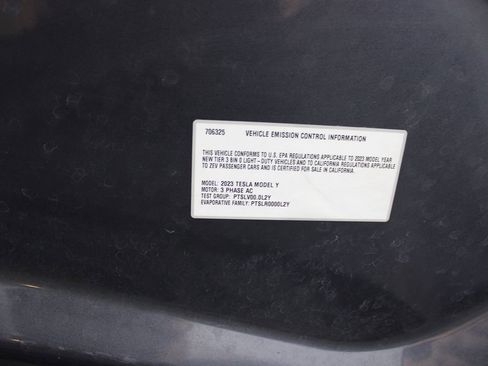 706325 VEHICLE EMISSION CONTROL INFORMATION
THIS VEHICLE CONFORMS TO U.S. EPA REGULATIONS APPLICABLE TO 2023 MODEL YEAR
NEW TIER 3 BIN 0 LIGHT-DUTY VEHICLES AND TO CALIFORNIA REGULATIONS APPLICABLE
TO ZEV PASSENGER CARS AND IS CERTIFIED FOR SALE IN CALIFORNIA.
MODEL: 2023 TESLA MODEL Y
MOTOR: 3 PHASE AC
TEST GROUP: PTSLV00.0L2Y
EVAPORATIVE FAMILY: PTSLR0000L2Y